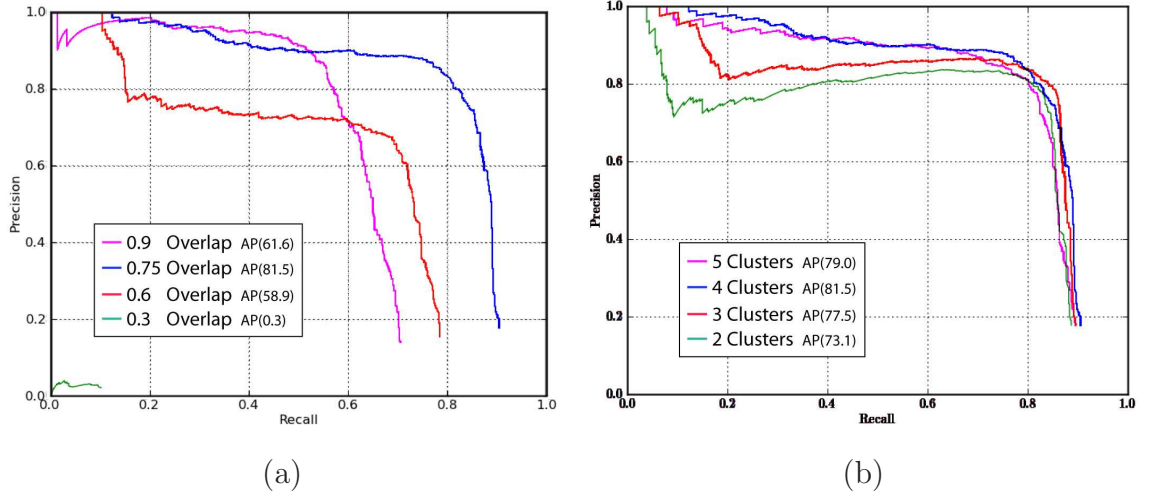 1.0
0.8
0.6
0.4
0.2
0.0
Precision
0.0 0.2 0.4 0.6 0.8 1.0
Recall
0.9 Overlap AP(61.6)
0.75 Overlap AP(81.5)
0.6 Overlap AP(58.9)
0.3 Overlap AP(0.3)
(a)
1.0
0.8
0.6
0.4
0.2
0.0
Precision
0.0 0.2 0.4 0.6 0.8 1.0
Recall
5 Clusters AP(79.0)
4 Clusters AP(81.5)
3 Clusters AP(77.5)
2 Clusters AP(73.1)
(b)